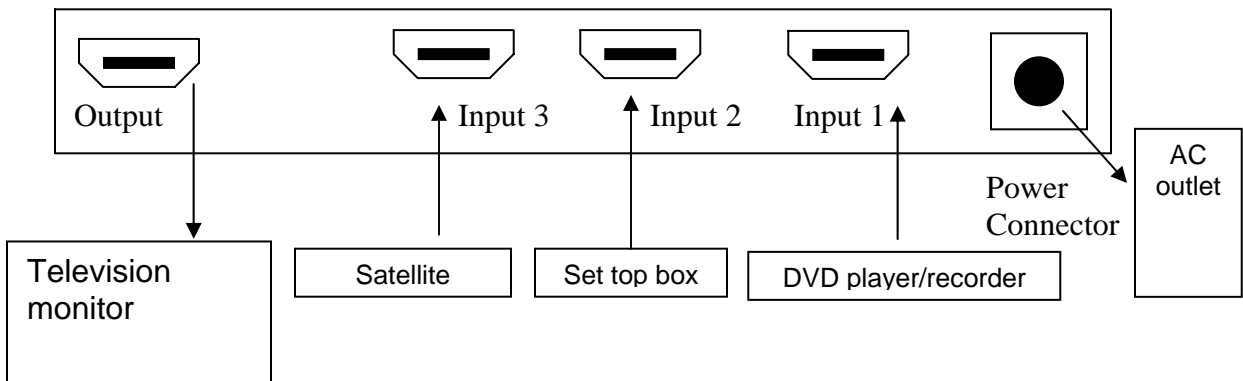 Output
Input 3
Input 2
Input 1
AC
outlet
Power
Connector
Television
monitor
Satellite
Set top box
DVD player/recorder